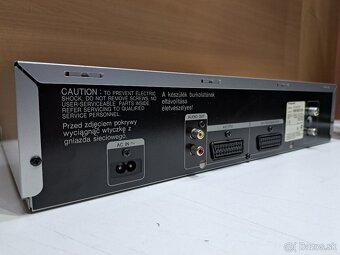 CAUTION: TO PREVENT ELECTRIC
SHOCK, DO NOT REMOVE SCREWS. NO
USER-SERVICEABLE PARTS INSIDE.
REFER SERVICING TO QUALIFIED
SERVICE PERSONNEL.
Przed zdjęciem pokrywy
wyciągnąć wtyczkę z
gniazda sieciowego.
A készülék burkolatának
eltávolítása
életveszélyes!
AC IN ~
AUDIO OUT
bazos.sk